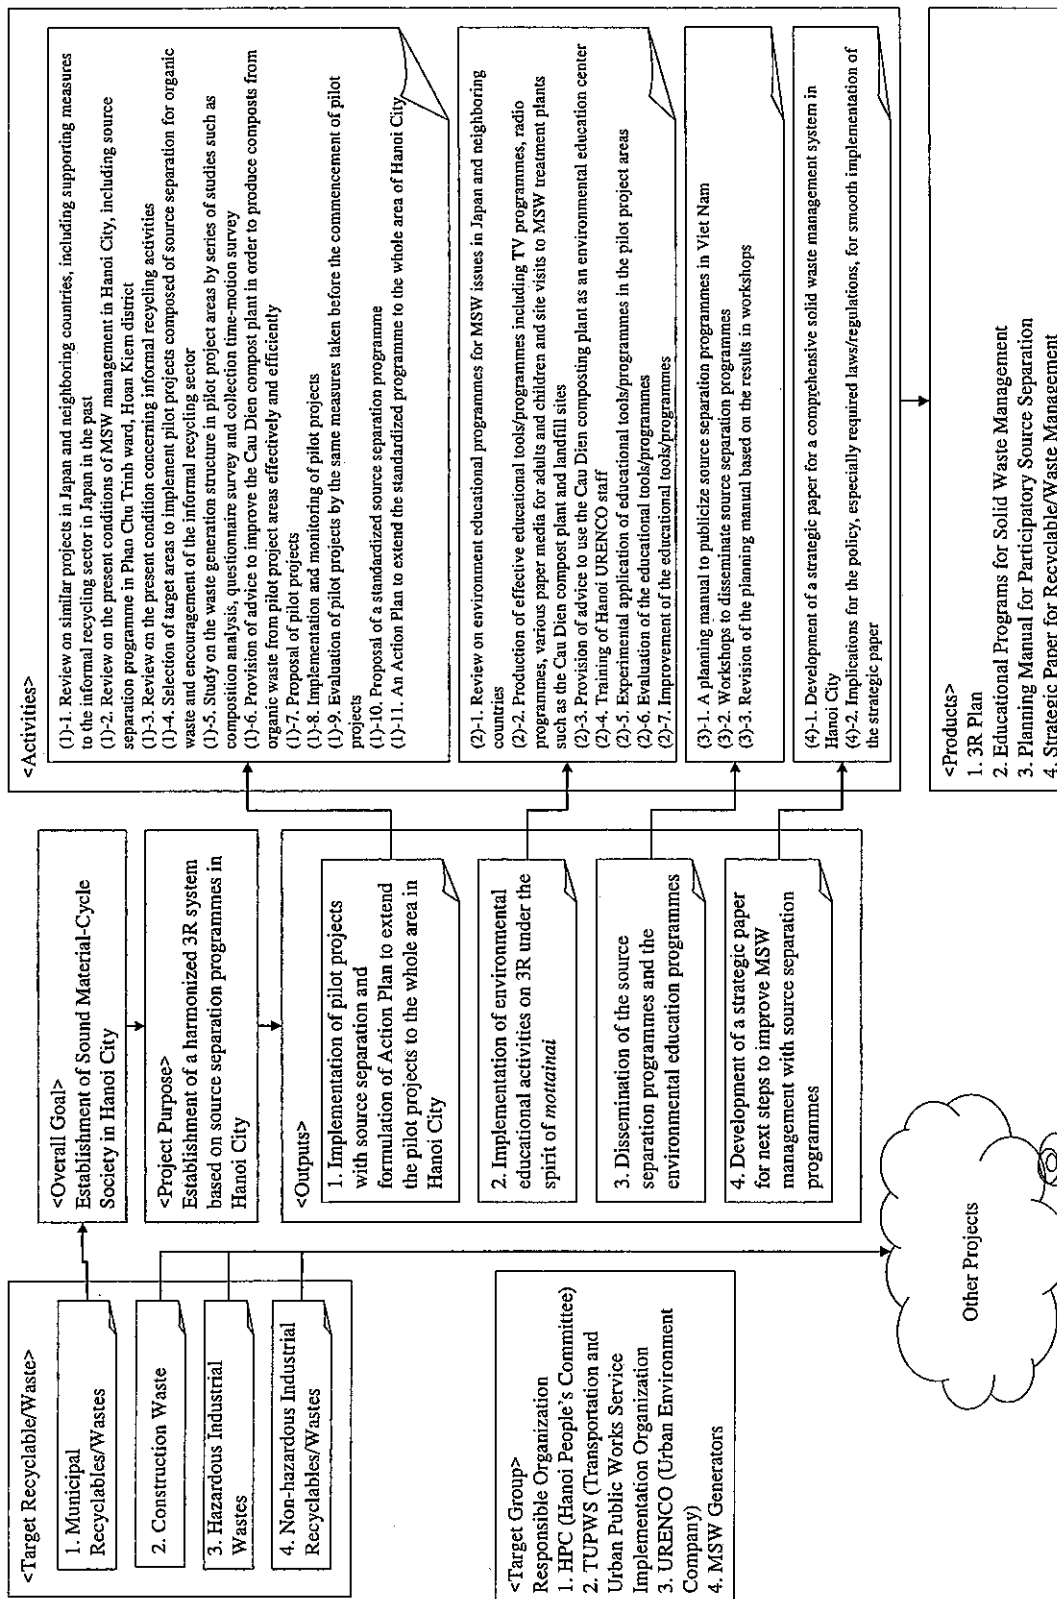 <Target Recyclable/Waste>
1. Municipal
Recyclables/Wastes
2. Construction Waste
3. Hazardous Industrial
Wastes
4. Non-hazardous Industrial
Recyclables/Wastes
<Target Group>
Responsible Organization
1. HPC (Hanoi People's Committee)
2. TUPWS (Transportation and
Urban Public Works Service
Implementation Organization
3. URENCO (Urban Environment
Company)
4. MSW Generators
<Overall Goal>
Establishment of Sound Material-Cycle
Society in Hanoi City
<Project Purpose>
Establishment of a harmonized 3R system
based on source separation programmes in
Hanoi City
<Outputs>
1. Implementation of pilot projects
with source separation and
formulation of Action Plan to extend
the pilot projects to the whole area in
Hanoi City
2. Implementation of environmental
educational activities on 3R under the
spirit of mottainai
3. Dissemination of the source
separation programmes and the
environmental education programmes
4. Development of a strategic paper
for next steps to improve MSW
management with source separation
programmes
Other Projects
<Activities>
(1)-1. Review on similar projects in Japan and neighboring countries, including supporting measures
to the informal recycling sector in Japan in the past
(1)-2. Review on the present conditions of MSW management in Hanoi City, including source
separation programme in Phan Chu Trinh ward, Hoan Kiem district
(1)-3. Review on the present condition concerning informal recycling activities
(1)-4. Selection of target areas to implement pilot projects composed of source separation for organic
waste and encouragement of the informal recycling sector
(1)-5. Study on the waste generation structure in pilot project areas by series of studies such as
composition analysis, questionnaire survey and collection time-motion survey
(1)-6. Provision of advice to improve the Cau Dien compost plant in order to produce composts from
organic waste from pilot project areas effectively and efficiently
(1)-7. Proposal of pilot projects
(1)-8. Implementation and monitoring of pilot projects
(1)-9. Evaluation of pilot projects by the same measures taken before the commencement of pilot
projects
(1)-10. Proposal of a standardized source separation programme
(1)-11. An Action Plan to extend the standardized programme to the whole area of Hanoi City
(2)-1. Review on environment educational programmes for MSW issues in Japan and neighboring
countries
(2)-2. Production of effective educational tools/programmes including TV programmes, radio
programmes, various paper media for adults and children and site visits to MSW treatment plants
such as the Cau Dien compost plant and landfill sites
(2)-3. Provision of advice to use the Cau Dien composting plant as an environmental education center
(2)-4. Training of Hanoi URENCO staff
(2)-5. Experimental application of educational tools/programmes in the pilot project areas
(2)-6. Evaluation of the educational tools/programmes
(2)-7. Improvement of the educational tools/programmes
(3)-1. A planning manual to publicize source separation programmes in Viet Nam
(3)-2. Workshops to disseminate source separation programmes
(3)-3. Revision of the planning manual based on the results in workshops
(4)-1. Development of a strategic paper for a comprehensive solid waste management system in
Hanoi City
(4)-2. Implications for the policy, especially required laws/regulations, for smooth implementation of
the strategic paper
<Products>
1. 3R Plan
2. Educational Programs for Solid Waste Management
3. Planning Manual for Participatory Source Separation
4. Strategic Paper for Recyclable/Waste Management